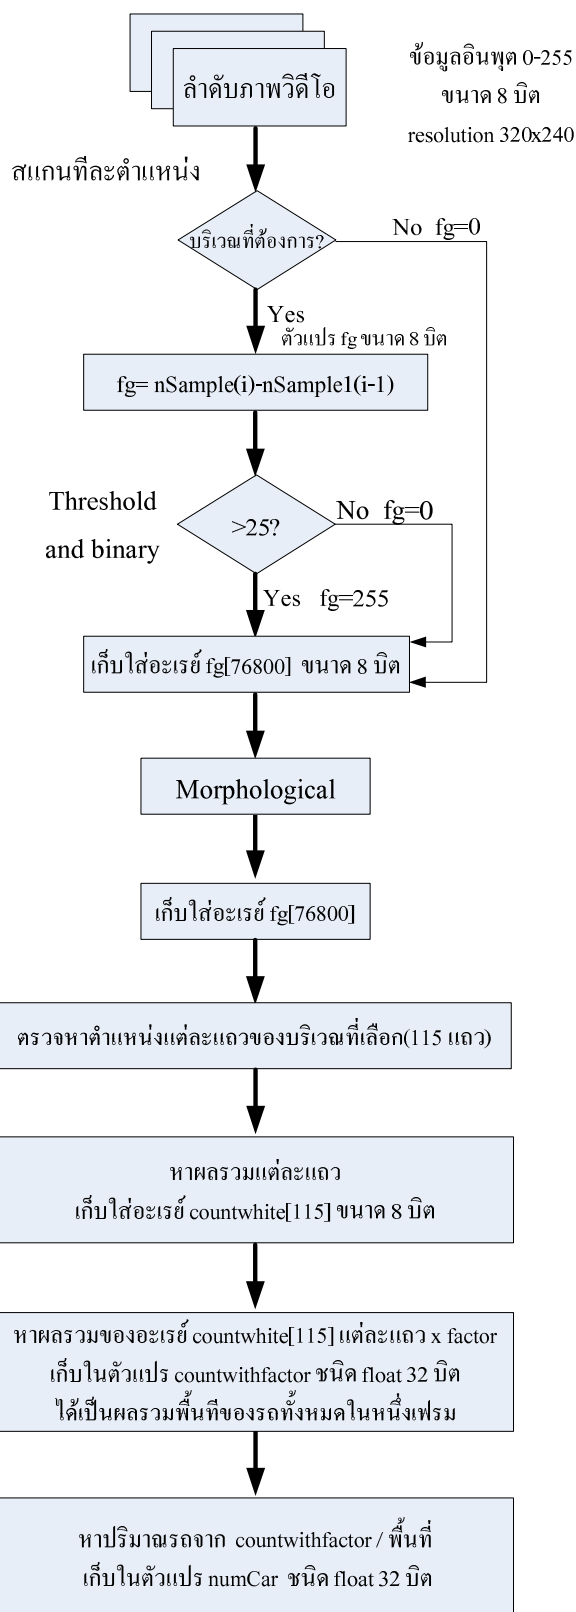 ลำดับภาพวิดีโอ
ข้อมูลอินพุต 0-255
ขนาด 8 บิต
resolution 320x240
สแกนทีละตำแหน่ง
บริเวณที่ต้องการ?
No fg=0
Yes
ตัวแปร fg ขนาด 8 บิต
fg= nSample(i)-nSample1(i-1)
Threshold
and binary
>25?
No fg=0
Yes fg=255
เก็บใส่อะเรย์ fg[76800] ขนาด 8 บิต
Morphological
เก็บใส่อะเรย์ fg[76800]
ตรวจหาตำแหน่งแต่ละแถวของบริเวณที่เลือก(115 แถว)
หาผลรวมแต่ละแถว
เก็บใส่อะเรย์ countwhite[115] ขนาด 8 บิต
หาผลรวมของอะเรย์ countwhite[115] แต่ละแถว x factor
เก็บในตัวแปร countwithfactor ชนิด float 32 บิต
ได้เป็นผลรวมพื้นที่ของรถทั้งหมดในหนึ่งเฟรม
หาปริมาณรถจาก countwithfactor / พื้นที่
เก็บในตัวแปร numCar ชนิด float 32 บิต